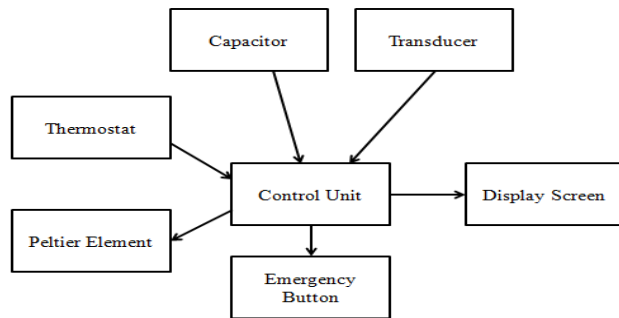 Capacitor
Transducer
Thermostat
Control Unit
Display Screen
Peltier Element
Emergency
Button